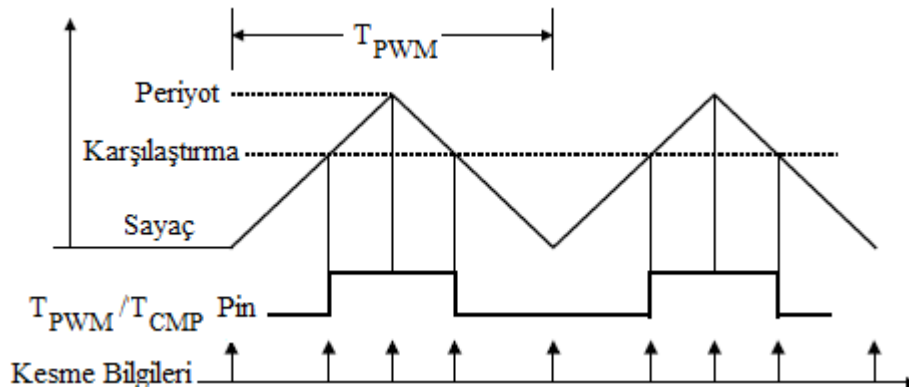 TPWM
Periyot
Karşılaştırma
Sayaç
TPWM /TCMP Pin
Kesme Bilgileri